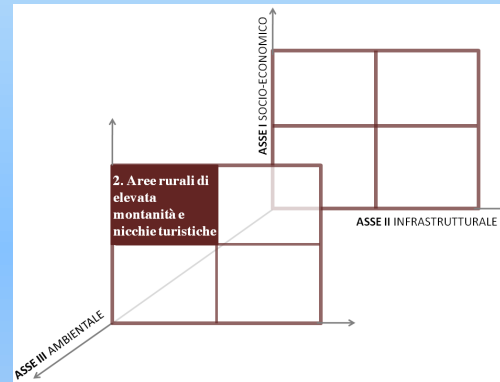 ASSE I SOCIO-ECONOMICO
2. Aree rurali di
elevata
montanità e
nicchie turistiche
ASSE II INFRASTRUTTURALE
ASSE III AMBIENTALE